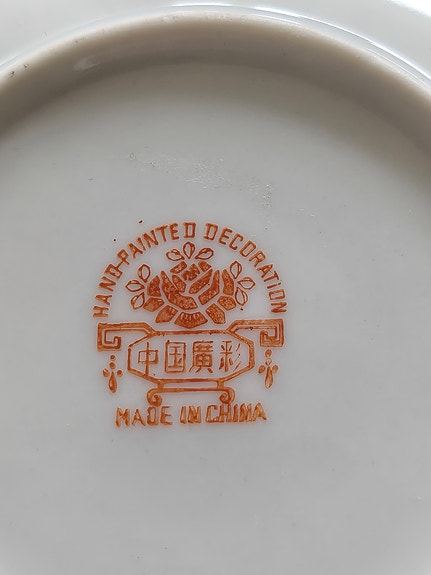 HAND-PAINTED DECORATION
中国廣彩
MADE IN CHINA